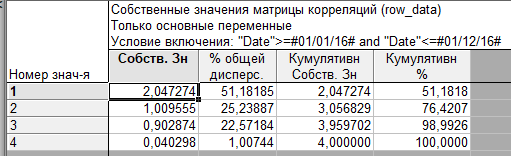 Собственные значения матрицы корреляций (row_data)
Только основные переменные
Условие включения: "Date">=#01/01/16# and "Date"<=#01/12/16#
Номер знач-я Собств. Зн % общей дисперс. Кумулятивн Собств. Зн Кумулятивн %
1 2,047274 51,18185 2,047274 51,1818
2 1,009555 25,23887 3,056829 76,4207
3 0,902874 22,57184 3,959702 98,9926
4 0,040298 1,00744 4,000000 100,0000